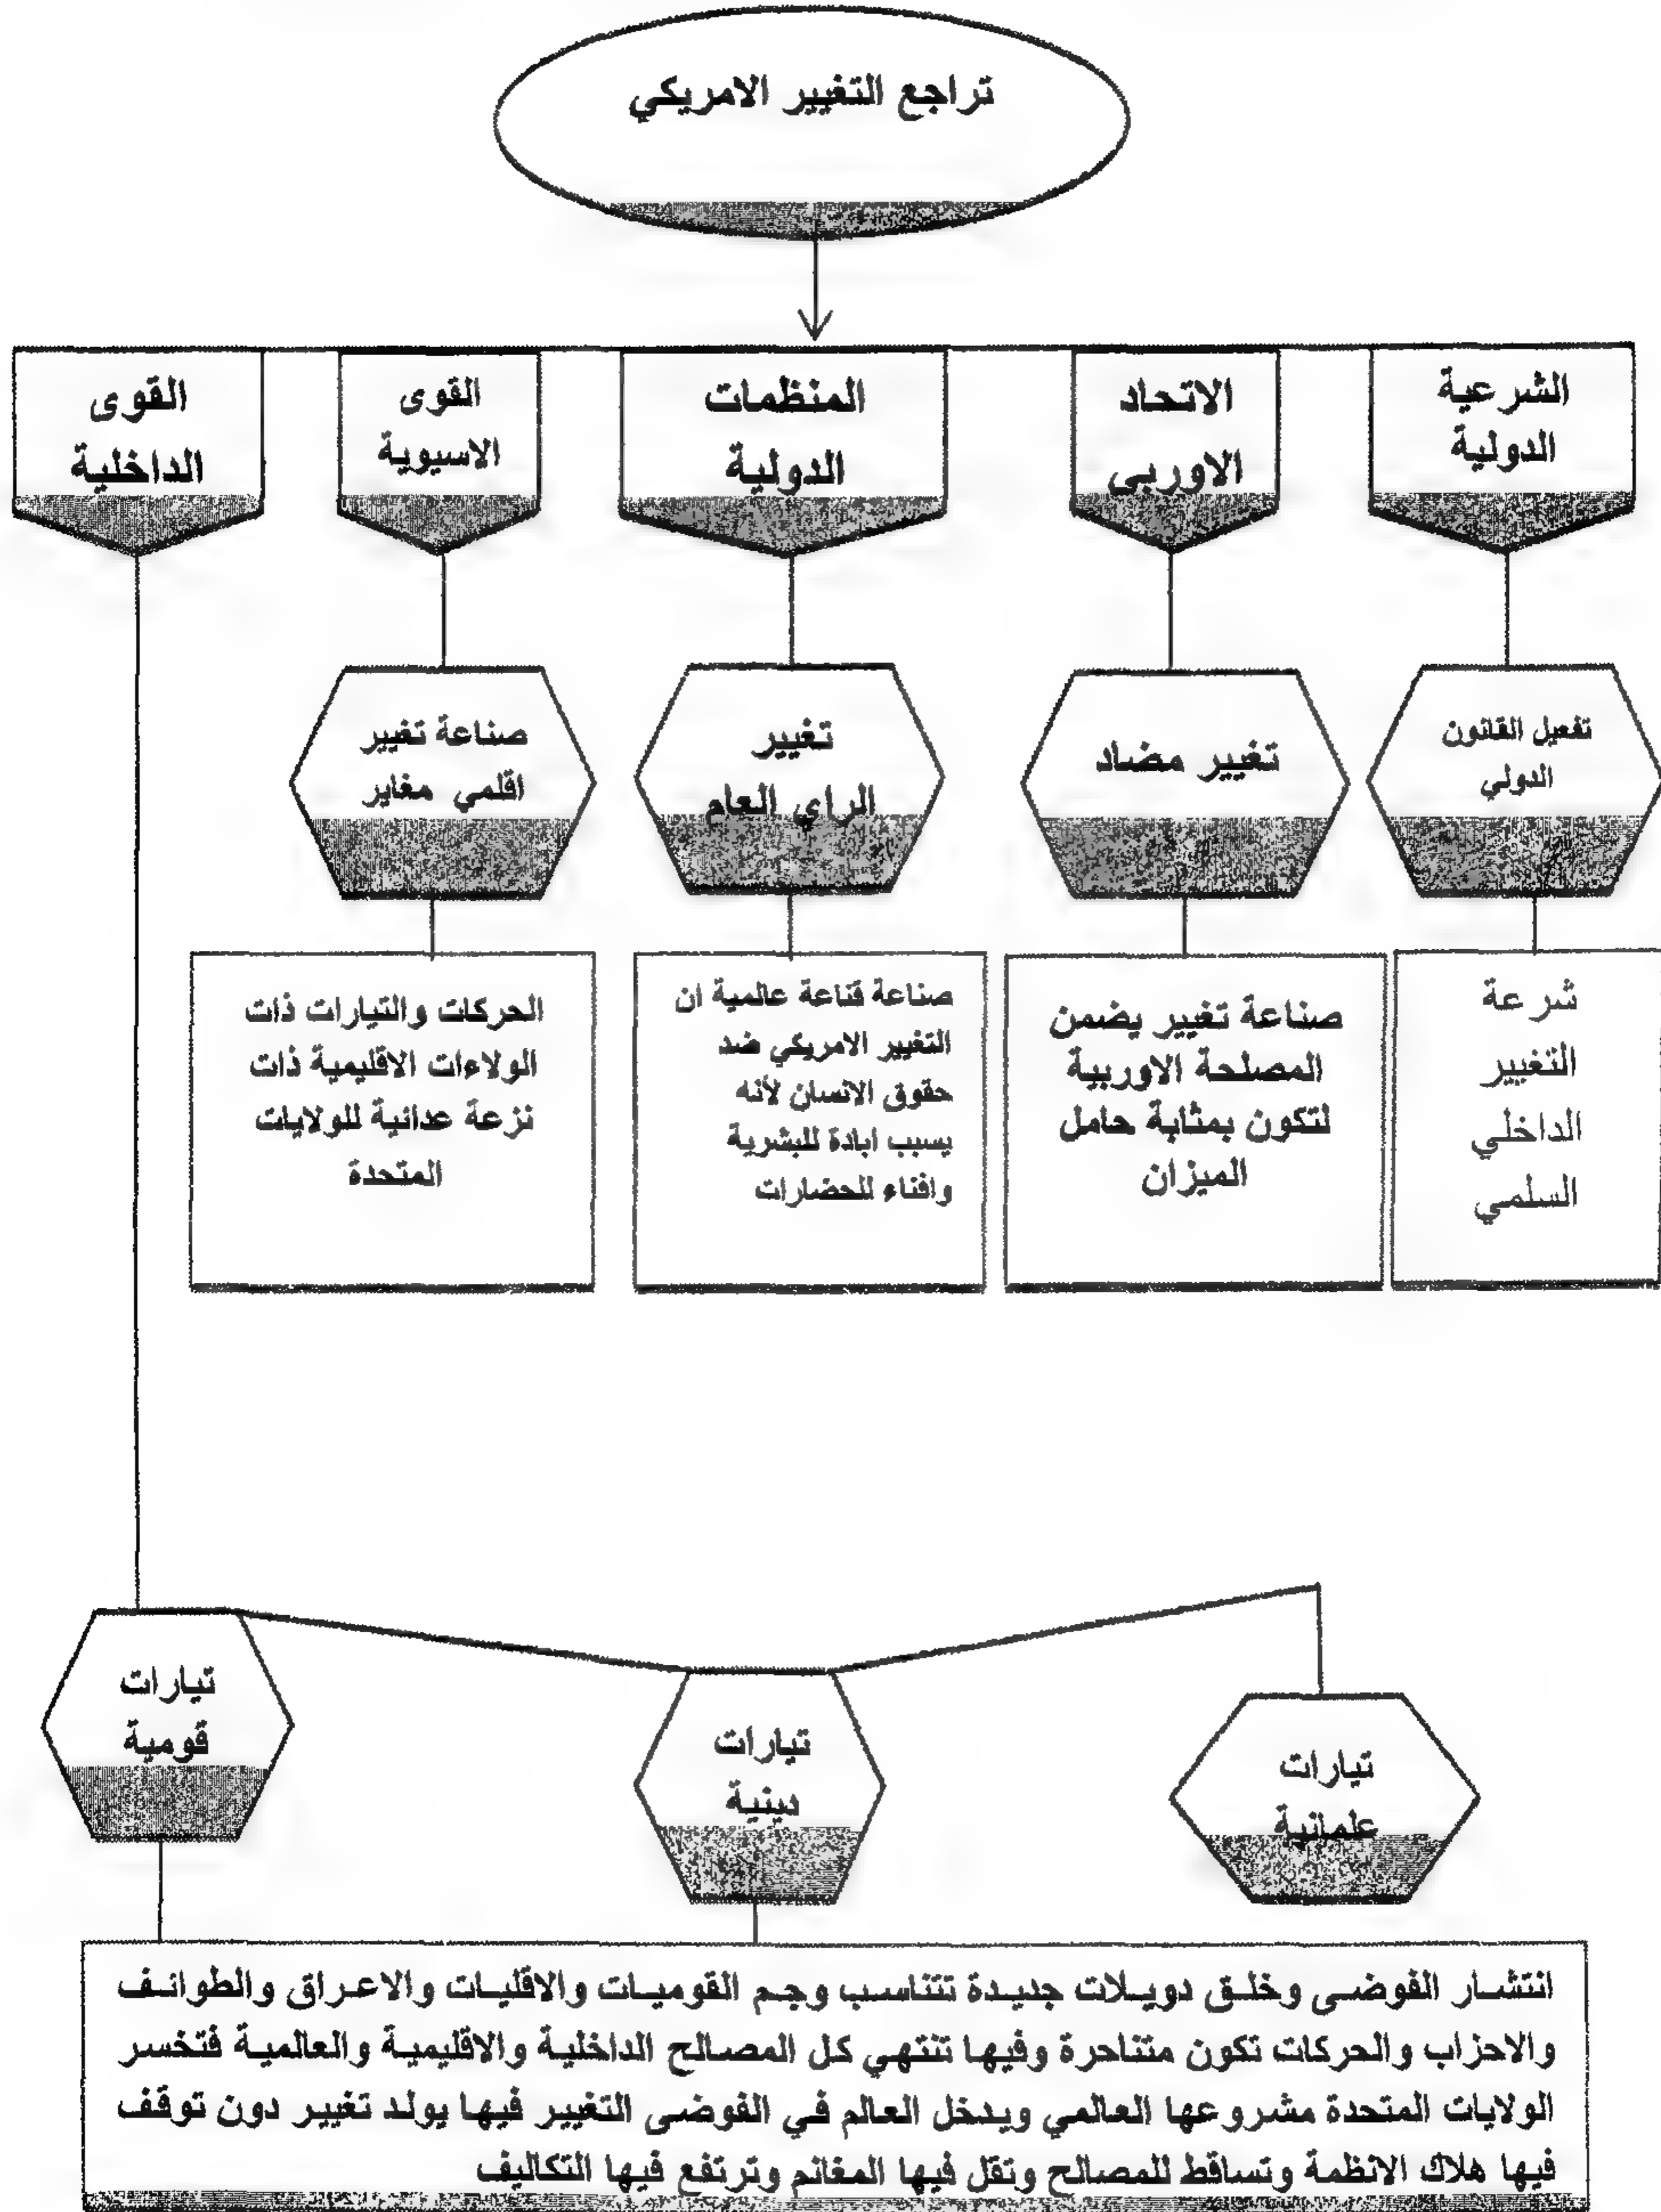 تراجع التغيير الامريكي
الشرعية
الدولية
الاتحاد
الاوربي
المنظمات
الدولية
القوى
الاسيوية
القوى
الداخلية
تفعيل القانون
الدولي
تغيير مضاد
تغيير
الراي العام
صناعة تغيير
اقلمي مغاير
شرعة
التغيير
الداخلي
السلمي
صناعة تغيير يضمن
المصلحة الاوربية
لتكون بمثابة حامل
الميزان
صناعة قناعة عالمية ان
التغيير الامريكي ضد
حقوق الانسان لأنه
يسبب ابادة للبشرية
وافناء للحضارات
الحركات والتيارات ذات
الولاءات الاقليمية ذات
نزعة عدائية للولايات
المتحدة
تيارات
علمانية
تيارات
دينية
تيارات
قومية
انتشار الفوضى وخلق دويلات جديدة تتناسب وجم القوميات والاقليات والاعراق والطوائف
والاحزاب والحركات تكون متناحرة وفيها تنتهي كل المصالح الداخلية والاقليمية والعالمية فتخسر
الولايات المتحدة مشروعها العالمي ويدخل العالم في الفوضى التغيير فيها يولد تغيير دون توقف
فيها هلاك الانظمة وتساقط للمصالح وتقل فيها المغانم وترتفع فيها التكاليف